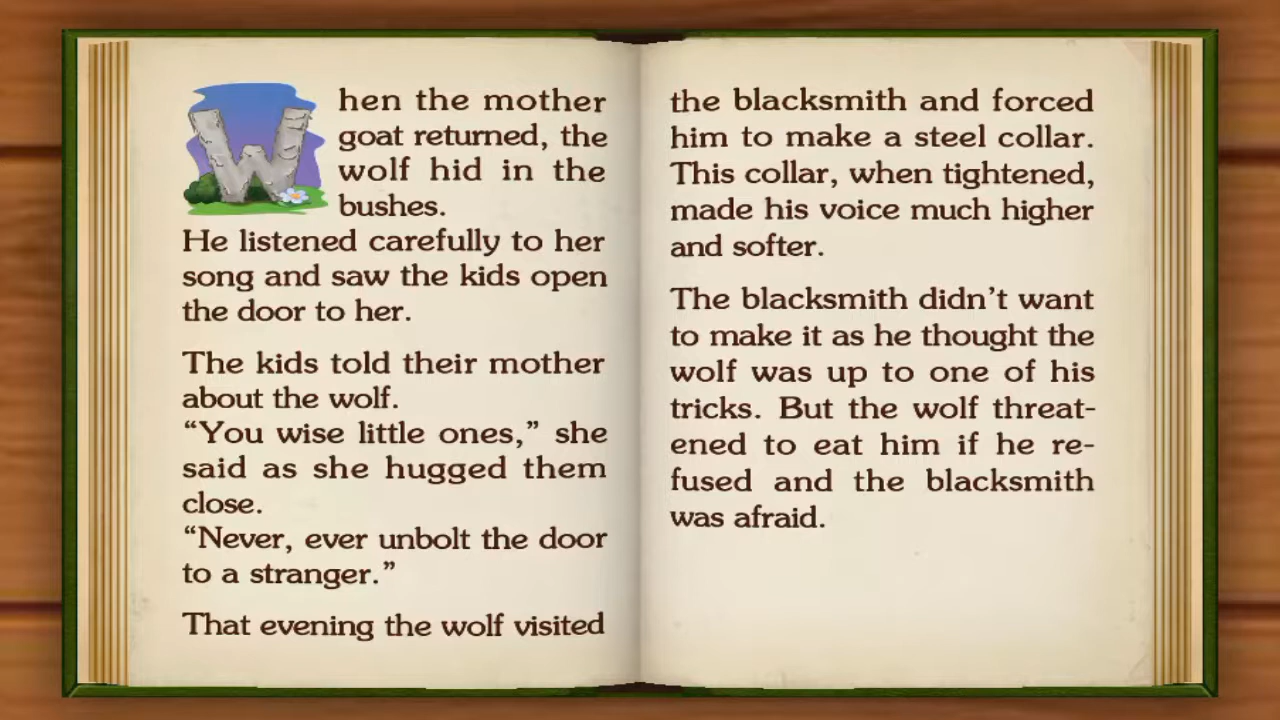 When the mother
goat returned, the
wolf hid in the
bushes.
He listened carefully to her
song and saw the kids open
the door to her.
The kids told their mother
about the wolf.
“You wise little ones,” she
said as she hugged them
close.
“Never, ever unbolt the door
to a stranger.”
That evening the wolf visited
the blacksmith and forced
him to make a steel collar.
This collar, when tightened,
made his voice much higher
and softer.
The blacksmith didn’t want
to make it as he thought the
wolf was up to one of his
tricks. But the wolf threat-
ened to eat him if he re-
fused and the blacksmith
was afraid.